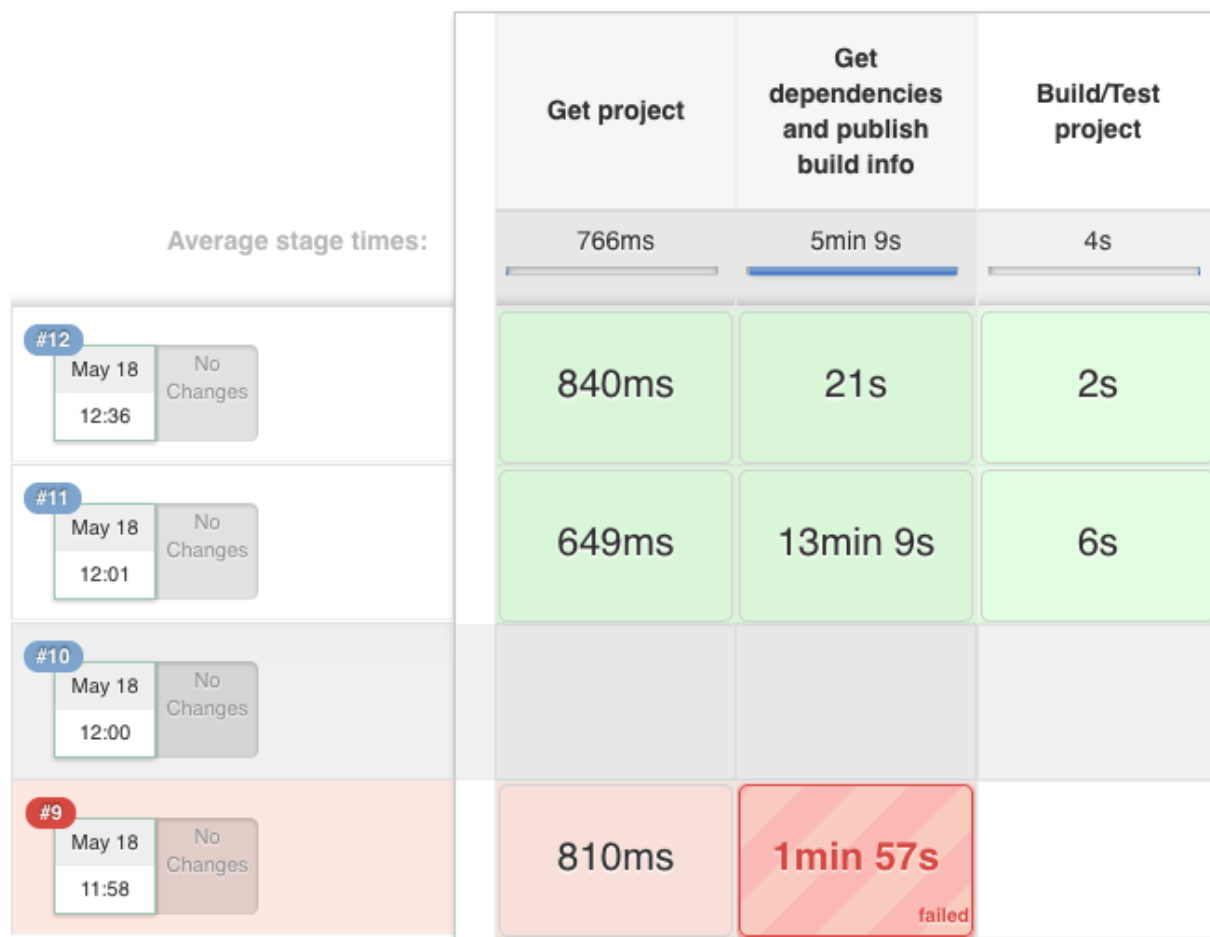 Get project
Get
dependencies
and publish
build info
Build/Test
project
Average stage times:
766ms
5min 9s
4s
#12
May 18
12:36
No
Changes
840ms
21s
2s
#11
May 18
12:01
No
Changes
649ms
13min 9s
6s
#10
May 18
12:00
No
Changes
#9
May 18
11:58
No
Changes
810ms
1min 57s
failed